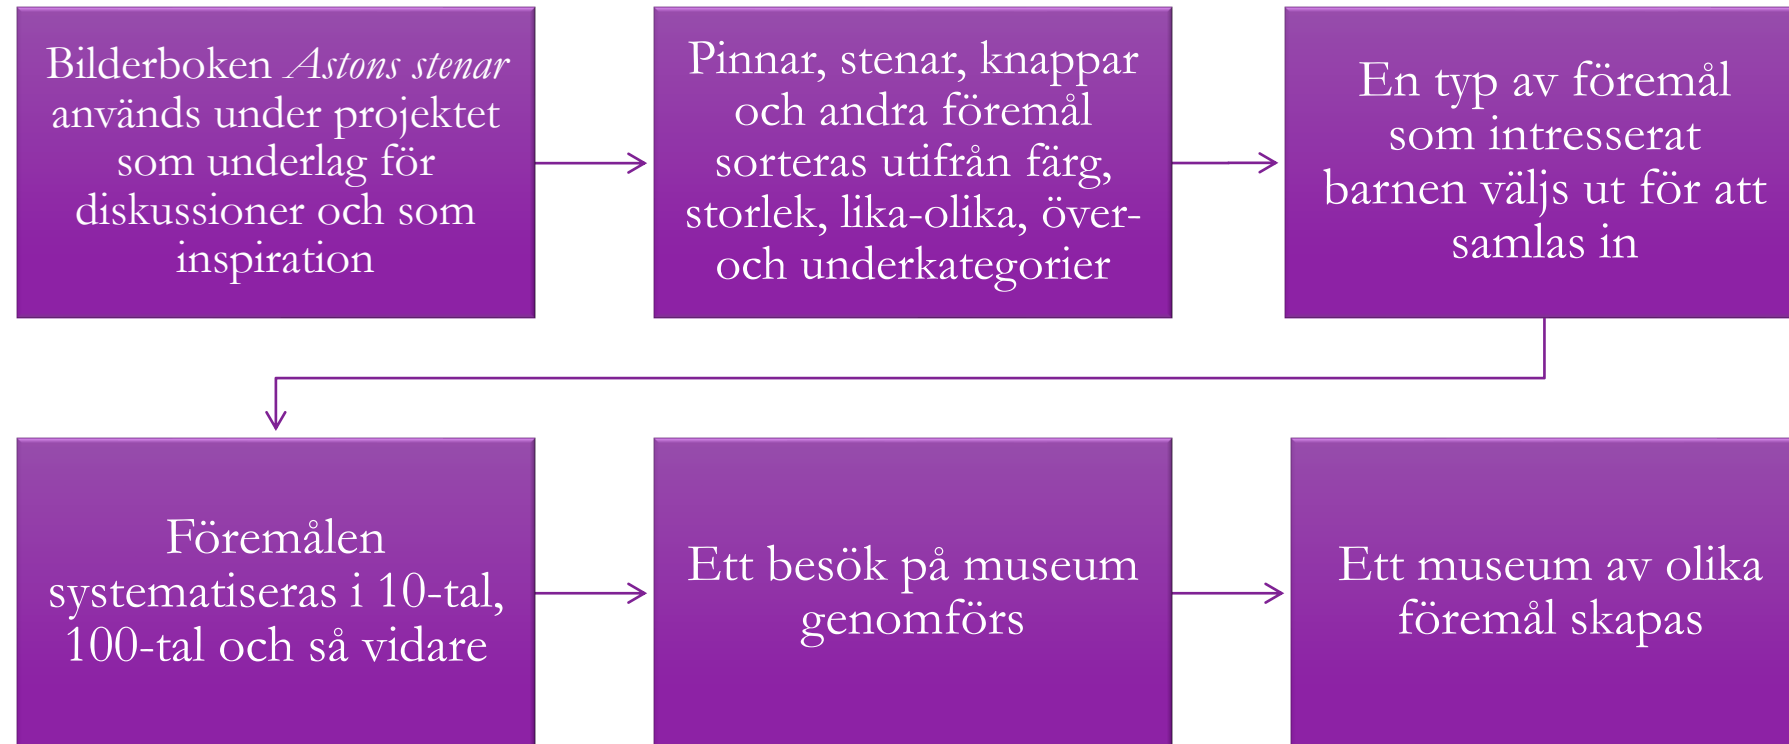 Bilderboken Astons stenar
används under projektet
som underlag för
diskussioner och som
inspiration
Pinnar, stenar, knappar
och andra föremål
sorteras utifrån färg,
storlek, lika-olika, över-
och underkategorier
En typ av föremål
som intresserat
barnen väljs ut för att
samlas in
Föremålen
systematiseras i 10-tal,
100-tal och så vidare
Ett besök på museum
genomförs
Ett museum av olika
föremål skapas